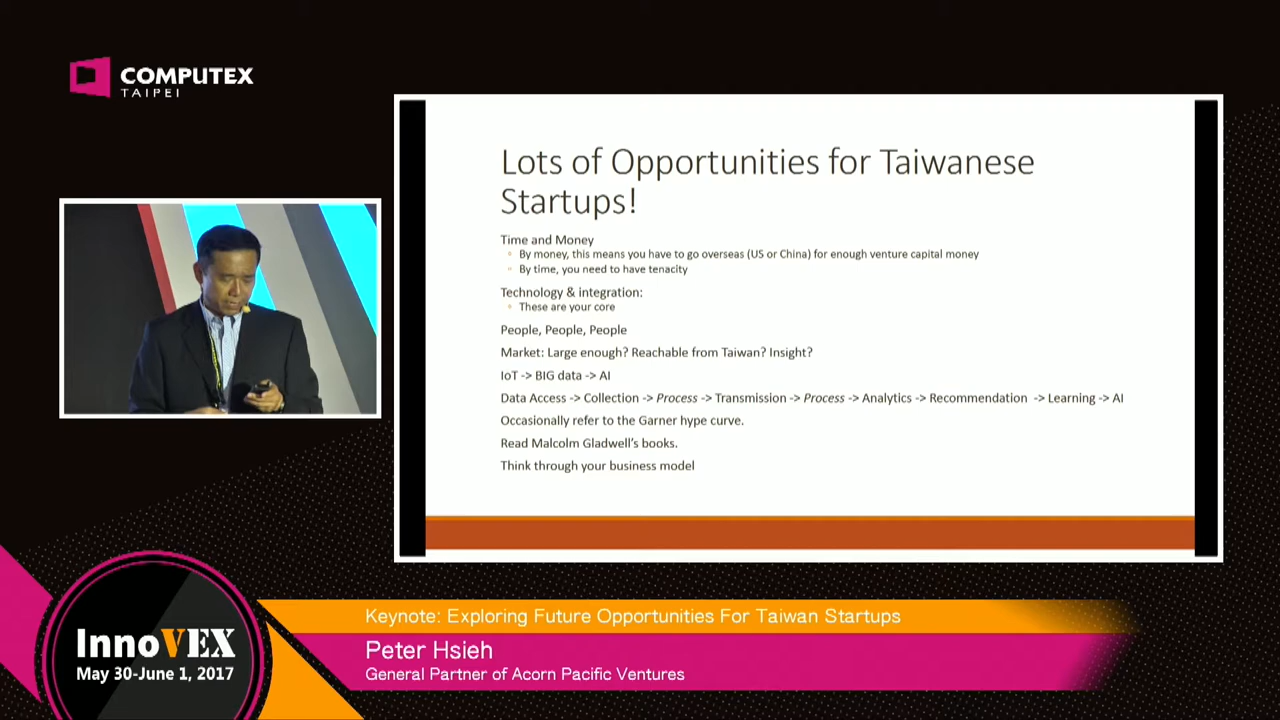 COMPUTEX
TAIPEI
Lots of Opportunities for Taiwanese
Startups!
Time and Money
By money, this means you have to go overseas (US or China) for enough venture capital money
By time, you need to have tenacity
Technology & integration:
These are your core
People, People, People
Market: Large enough? Reachable from Taiwan? Insight?
IoT -> BIG data -> AI
Data Access -> Collection -> Process -> Transmission -> Process -> Analytics -> Recommendation -> Learning -> AI
Occasionally refer to the Garner hype curve.
Read Malcolm Gladwell's books.
Think through your business model
InnoVEX
May 30-June 1, 2017
Keynote: Exploring Future Opportunities For Taiwan Startups
Peter Hsieh
General Partner of Acorn Pacific Ventures